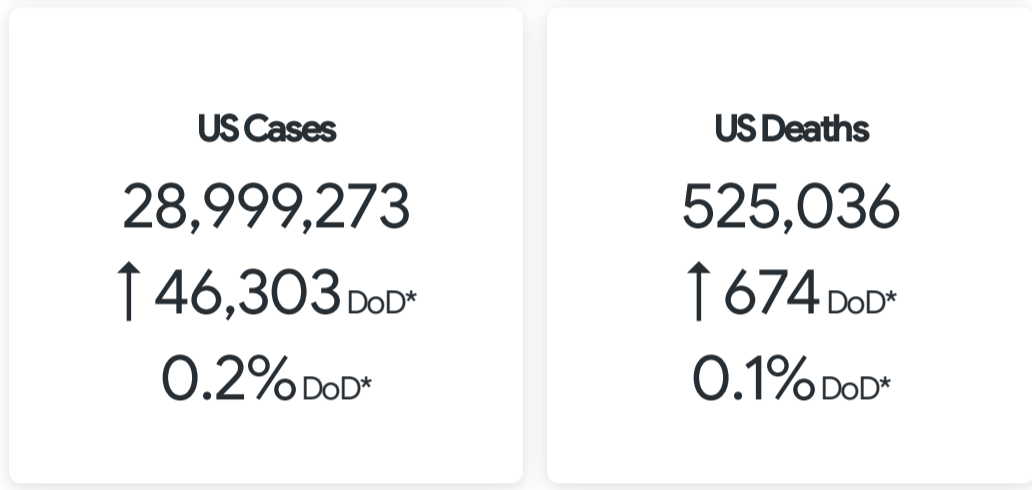 US Cases
28,999,273
↑ 46,303 DoD*
0.2% DoD*
US Deaths
525,036
↑ 674 DoD*
0.1% DoD*